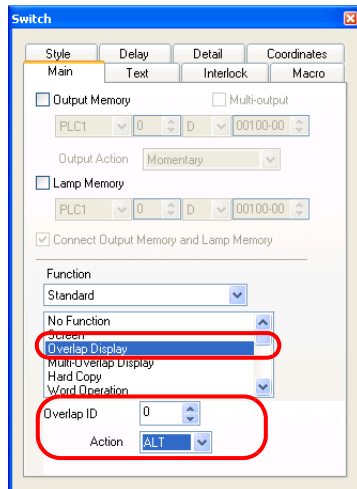 Switch
Style Delay Detail Coordinates
Main Text Interlock Macro
Output Memory Multi-output
PLC1 0 D 00100-00
Output Action Momentary
Lamp Memory
PLC1 0 D 00100-00
Connect Output Memory and Lamp Memory
Function
Standard
No Function
Screen
Overlap Display
Multi-Overlap Display
Hard Copy
Word Operation
Overlap ID 0
Action ALT